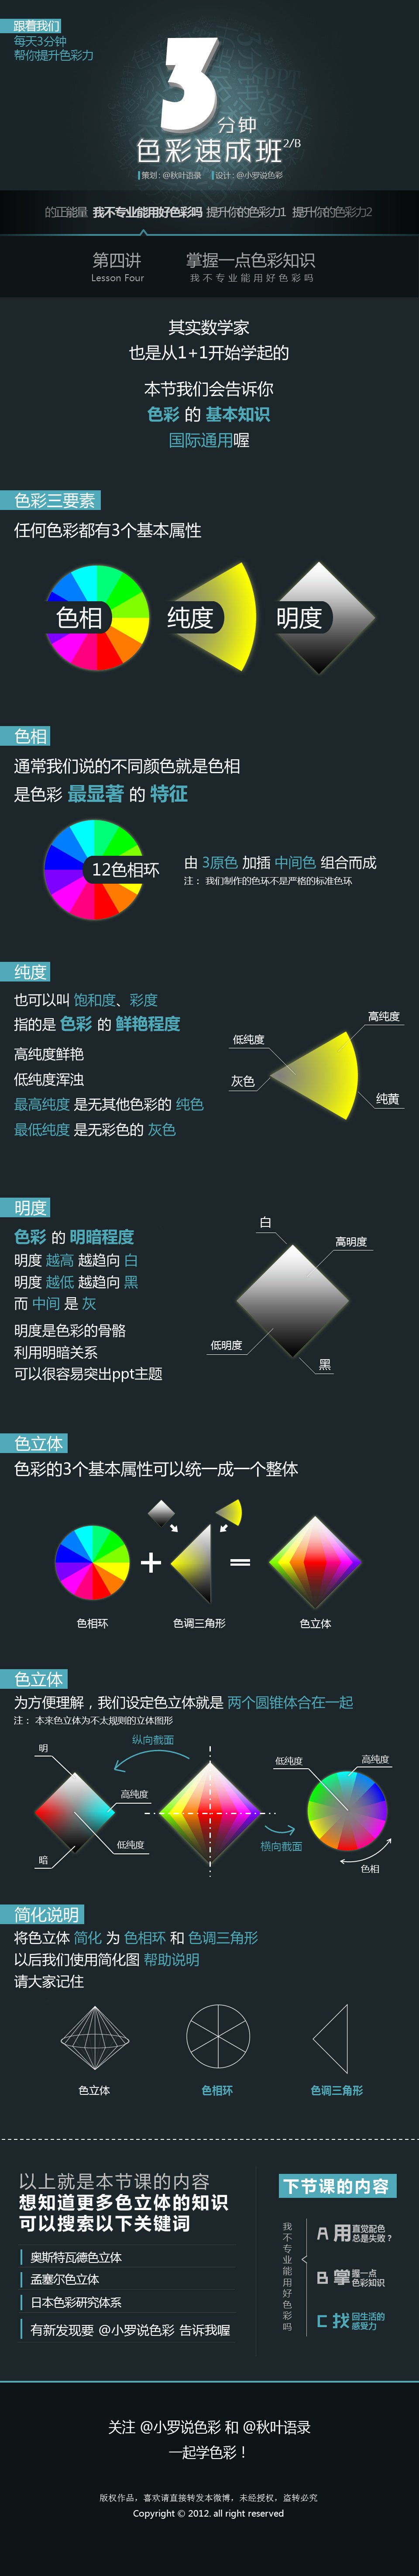 跟着我们
每天3分钟
帮你提升色彩力
3
分钟
色彩速成班2/B
策划：@秋叶语录 设计：@小罗说色彩
的正能量 我不专业能用好色彩吗 提升你的色彩力1 提升你的色彩力2
第四讲 掌握一点色彩知识
Lesson Four 我不专业能用好色彩吗
其实数学家
也是从1+1开始学起的
本节我们会告诉你
色彩 的 基本知识
国际通用喔
色彩三要素
任何色彩都有3个基本属性
色相 纯度 明度
色相
通常我们说的不同颜色就是色相
是色彩 最显著 的 特征
12色相环
由 3原色 加插 中间色 组合而成
注： 我们制作的色环不是严格的标准色环
纯度
也可以叫 饱和度、彩度
指的是 色彩 的 鲜艳程度
高纯度鲜艳
低纯度浑浊
最高纯度 是无其他色彩的 纯色
最低纯度 是无彩色的 灰色
高纯度
低纯度
灰色
纯黄
明度
色彩 的 明暗程度
明度 越高 越趋向 白
明度 越低 越趋向 黑
而 中间 是 灰
明度是色彩的骨骼
利用明暗关系
可以很容易突出ppt主题
白
高明度
低明度
黑
色立体
色彩的3个基本属性可以统一成一个整体
+ =
色相环 色调三角形 色立体
色立体
为方便理解，我们设定色立体就是 两个圆锥体合在一起
注： 本来色立体为不太规则的立体图形
纵向截面
明
高纯度
低纯度
暗
横向截面
低纯度 高纯度
色相
简化说明
将色立体 简化 为 色相环 和 色调三角形
以后我们使用简化图 帮助说明
请大家记住
色立体 色相环 色调三角形
以上就是本节课的内容
想知道更多色立体的知识
可以搜索以下关键词
奥斯特瓦德色立体
孟塞尔色立体
日本色彩研究体系
有新发现要 @小罗说色彩 告诉我喔
下节课的内容
我不专业能用好色彩吗
A 用 直觉配色
总是失败？
B 掌 握一点
色彩知识
C 找 回生活的
感受力
关注 @小罗说色彩 和 @秋叶语录
一起学色彩！
版权作品，喜欢请直接转发本微博，未经授权，盗转必究
Copyright © 2012. all right reserved